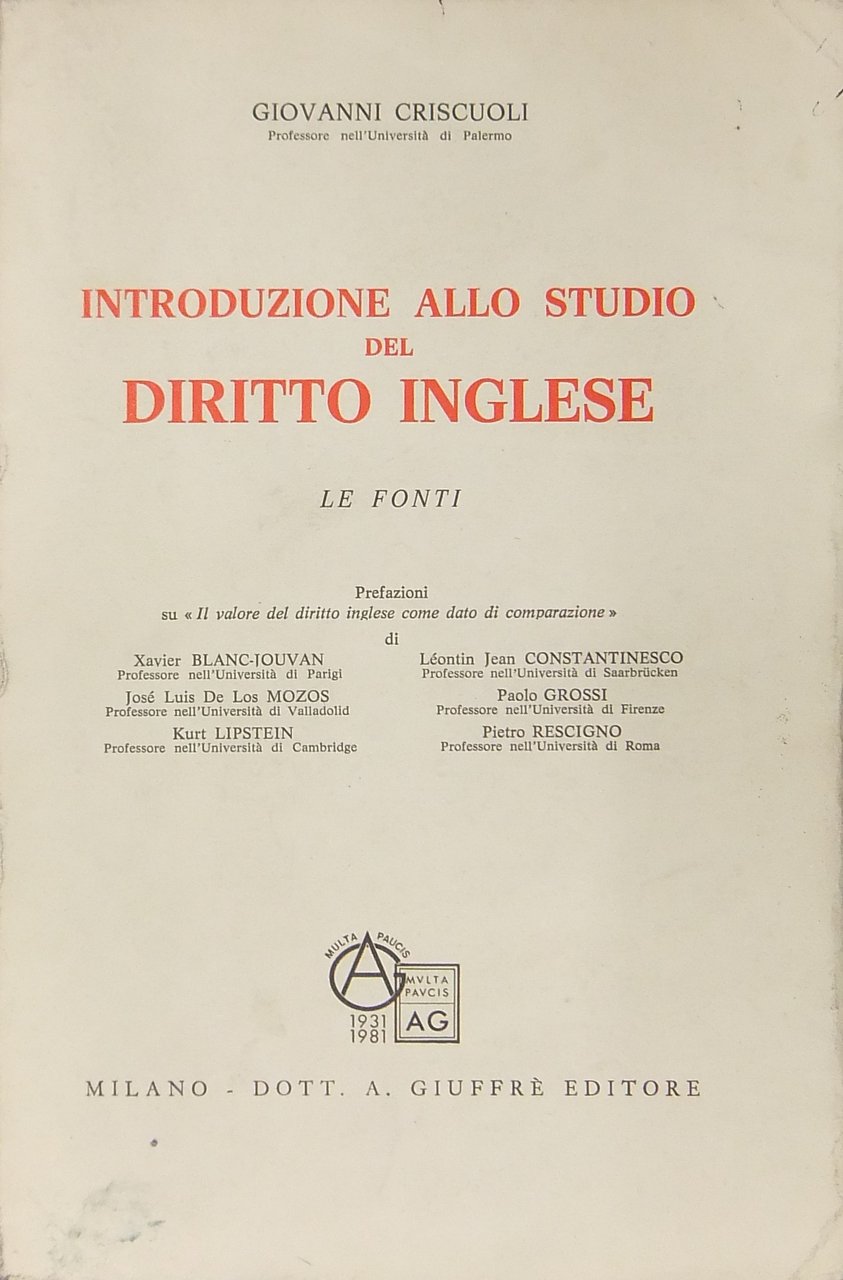 GIOVANNI CRISCUOLI
Professore nell'Università di Palermo
INTRODUZIONE ALLO STUDIO
DEL
DIRITTO INGLESE
LE FONTI
Prefazioni
su « Il valore del diritto inglese come dato di comparazione »
di
Xavier BLANC-JOUVAN
Professore nell'Università di Parigi
José Luis De Los MOZOS
Professore nell'Università di Valladolid
Kurt LIPSTEIN
Professore nell'Università di Cambridge
Léontin Jean CONSTANTINESCO
Professore nell'Università di Saarbrücken
Paolo GROSSI
Professore nell'Università di Firenze
Pietro RESCIGNO
Professore nell'Università di Roma
MULTA PAUCIS
AG
1931
1981
MVLTA
PAVCIS
AG
MILANO - DOTT. A. GIUFFRÈ EDITORE